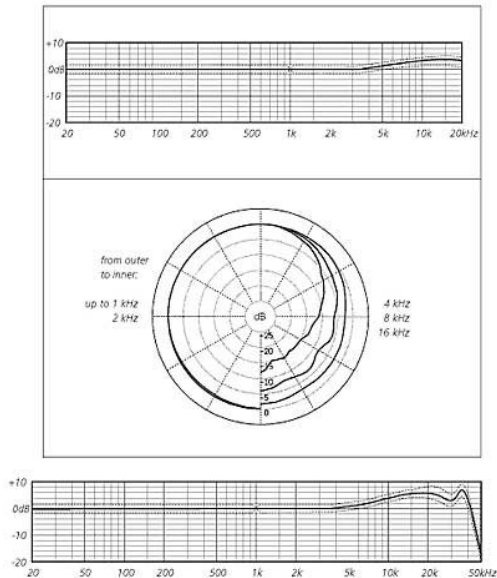 +10
0dB
-10
-20
20 50 100 200 500 1k 2k 5k 10k 20kHz
from outer
to inner:
up to 1 kHz
2 kHz
4 kHz
8 kHz
16 kHz
dB
-25
-20
-15
-10
-5
0
+10
0dB
-10
-20
20 50 100 200 500 1k 2k 5k 10k 20k 50kHz